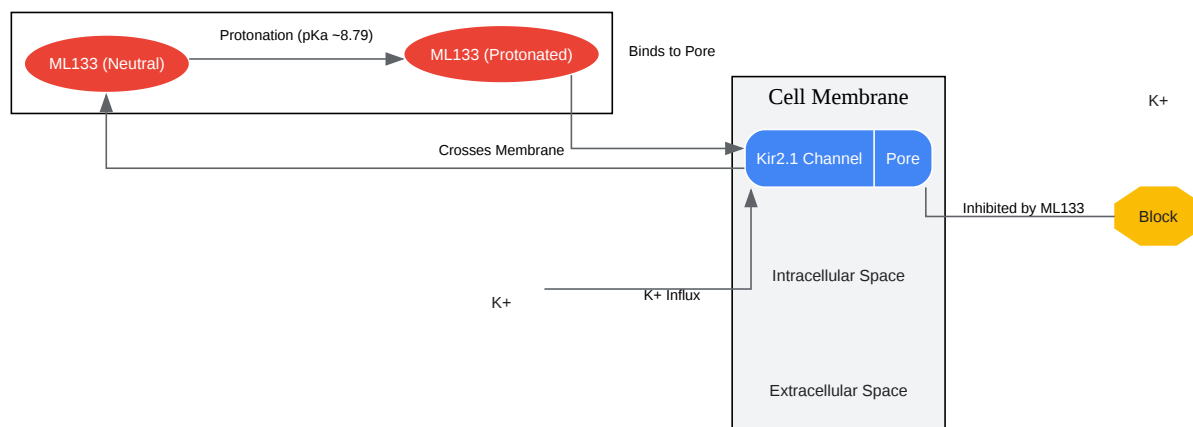 Protonation (pKa ~8.79)
ML133 (Neutral)
ML133 (Protonated)
Binds to Pore
Cell Membrane
K+
Crosses Membrane
Kir2.1 Channel
Pore
Inhibited by ML133
Block
Intracellular Space
K+
K+ Influx
Extracellular Space